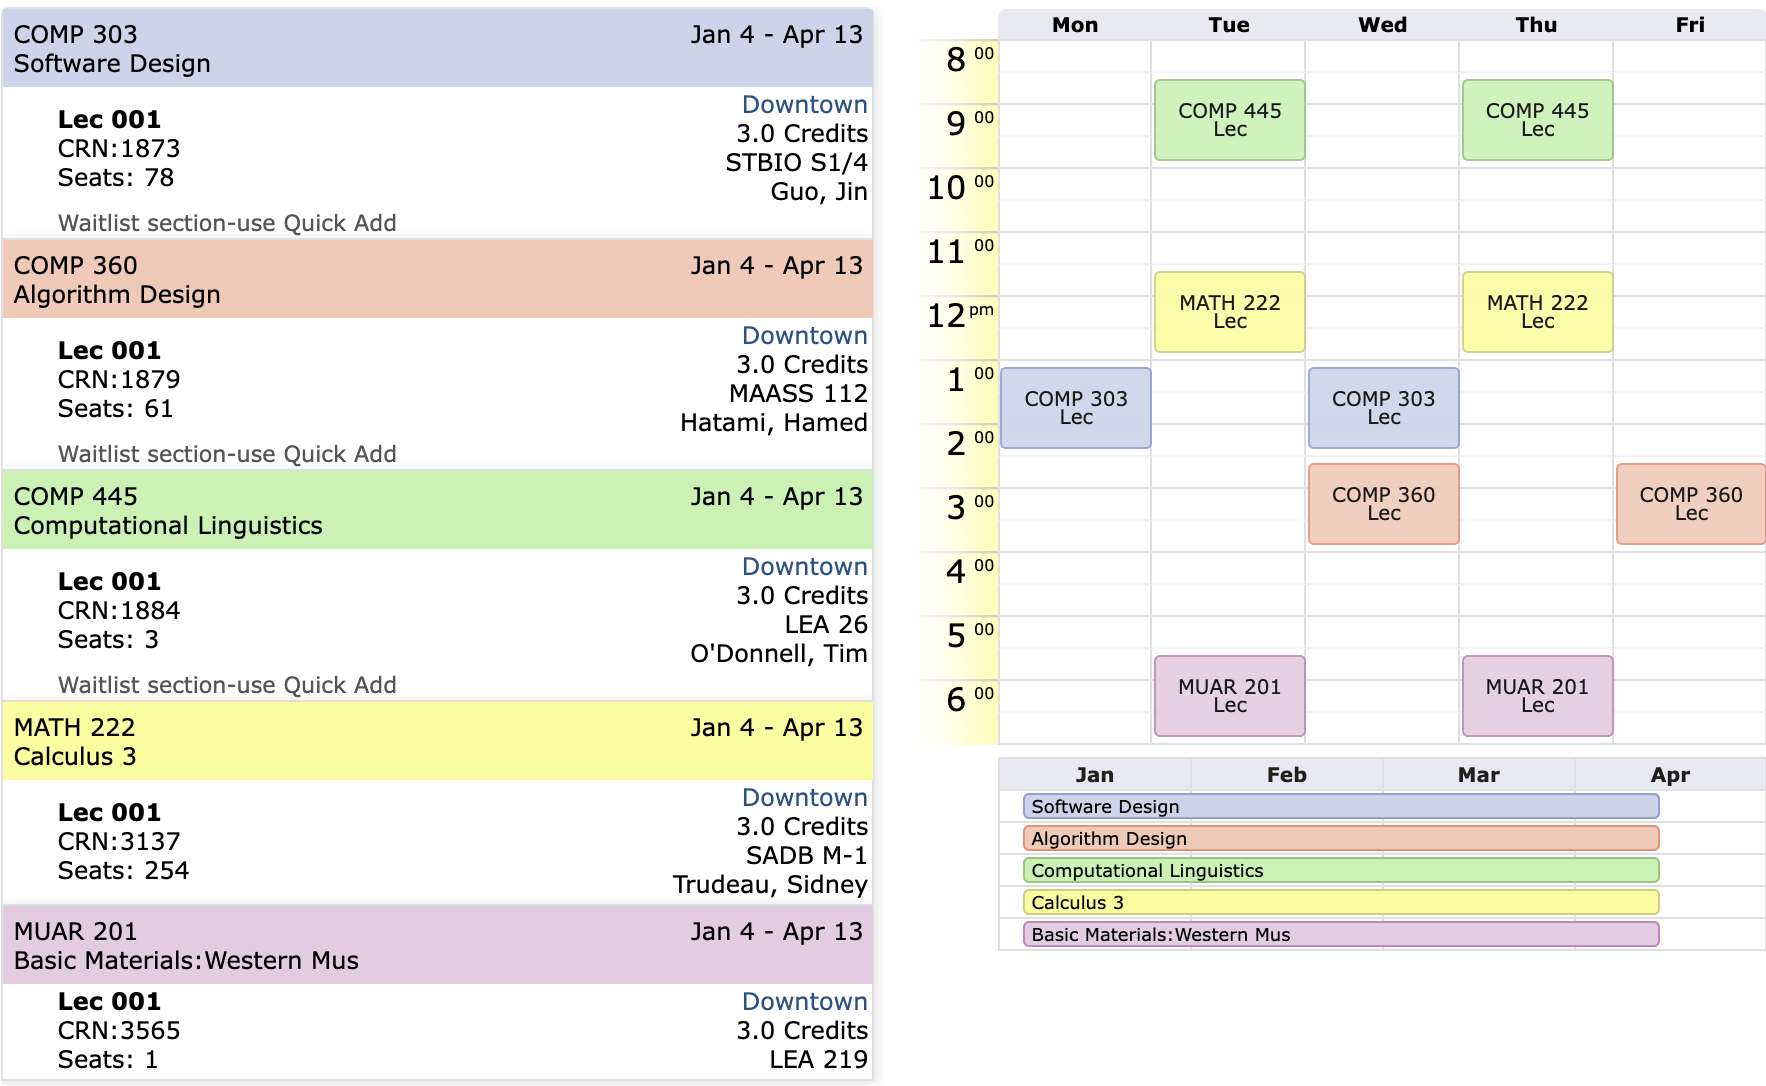 COMP 303 Jan 4 - Apr 13
Software Design
Lec 001
CRN:1873
Seats: 78
Downtown
3.0 Credits
STBIO S1/4
Guo, Jin
Waitlist section-use Quick Add
COMP 360 Jan 4 - Apr 13
Algorithm Design
Lec 001
CRN:1879
Seats: 61
Downtown
3.0 Credits
MAASS 112
Hatami, Hamed
Waitlist section-use Quick Add
COMP 445 Jan 4 - Apr 13
Computational Linguistics
Lec 001
CRN:1884
Seats: 3
Downtown
3.0 Credits
LEA 26
O'Donnell, Tim
Waitlist section-use Quick Add
MATH 222 Jan 4 - Apr 13
Calculus 3
Lec 001
CRN:3137
Seats: 254
Downtown
3.0 Credits
SADB M-1
Trudeau, Sidney
MUAR 201 Jan 4 - Apr 13
Basic Materials:Western Mus
Lec 001
CRN:3565
Seats: 1
Downtown
3.0 Credits
LEA 219
Mon Tue Wed Thu Fri
8 00
COMP 445 COMP 445
9 00
Lec Lec
10 00
11 00
MATH 222 MATH 222
12 pm
Lec Lec
1 00
COMP 303 COMP 303
Lec Lec
2 00
COMP 360 COMP 360
3 00
Lec Lec
4 00
5 00
MUAR 201 MUAR 201
6 00
Lec Lec
Jan Feb Mar Apr
Software Design
Algorithm Design
Computational Linguistics
Calculus 3
Basic Materials:Western Mus